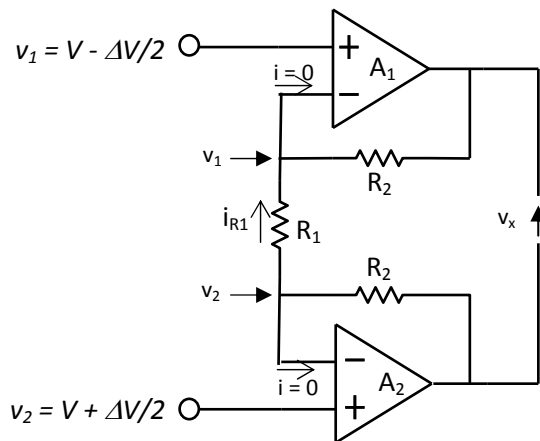 v₁ = V - ΔV/2
+
i = 0
A₁
−
v₁
R₂
iR1
R₁
vₓ
v₂
R₂
−
i = 0
A₂
+
v₂ = V + ΔV/2